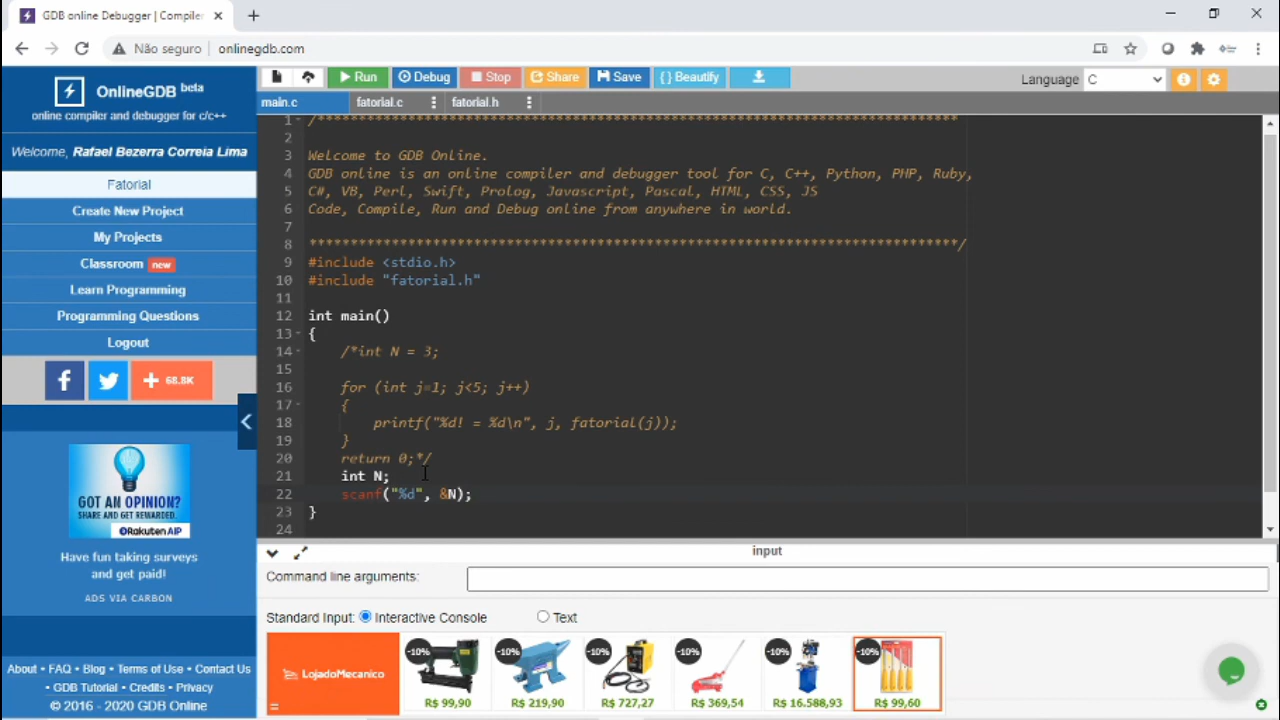 GDB online Debugger | Compiler
Não seguro | onlinegdb.com
OnlineGDB beta
online compiler and debugger for c/c++
Welcome, Rafael Bezerra Correia Lima
Fatorial
Create New Project
My Projects
Classroom new
Learn Programming
Programming Questions
Logout
+ 68.8K
GOT AN OPINION?
SHARE AND GET REWARDED.
Rakuten AIP
Have fun taking surveys
and get paid!
ADS VIA CARBON
About • FAQ • Blog • Terms of Use • Contact Us
• GDB Tutorial • Credits • Privacy
© 2016 - 2020 GDB Online
Run Debug Stop Share Save { } Beautify Language C
main.c fatorial.c fatorial.h
1 /******************************************************************************
2
3 Welcome to GDB Online.
4 GDB online is an online compiler and debugger tool for C, C++, Python, PHP, Ruby,
5 C#, VB, Perl, Swift, Prolog, Javascript, Pascal, HTML, CSS, JS
6 Code, Compile, Run and Debug online from anywhere in world.
7
8 *******************************************************************************/
9 #include <stdio.h>
10 #include "fatorial.h"
11
12 int main()
13 {
14 /*int N = 3;
15
16 for (int j=1; j<5; j++)
17 {
18 printf("%d! = %d\n", j, fatorial(j));
19 }
20 return 0;*/
21 int N;
22 scanf("%d", &N);
23 }
24
input
Command line arguments:
Standard Input: Interactive Console Text
LojadoMecanico
-10% R$ 99,90
-10% R$ 219,90
-10% R$ 727,27
-10% R$ 369,54
-10% R$ 16.588,93
-10% R$ 99,60